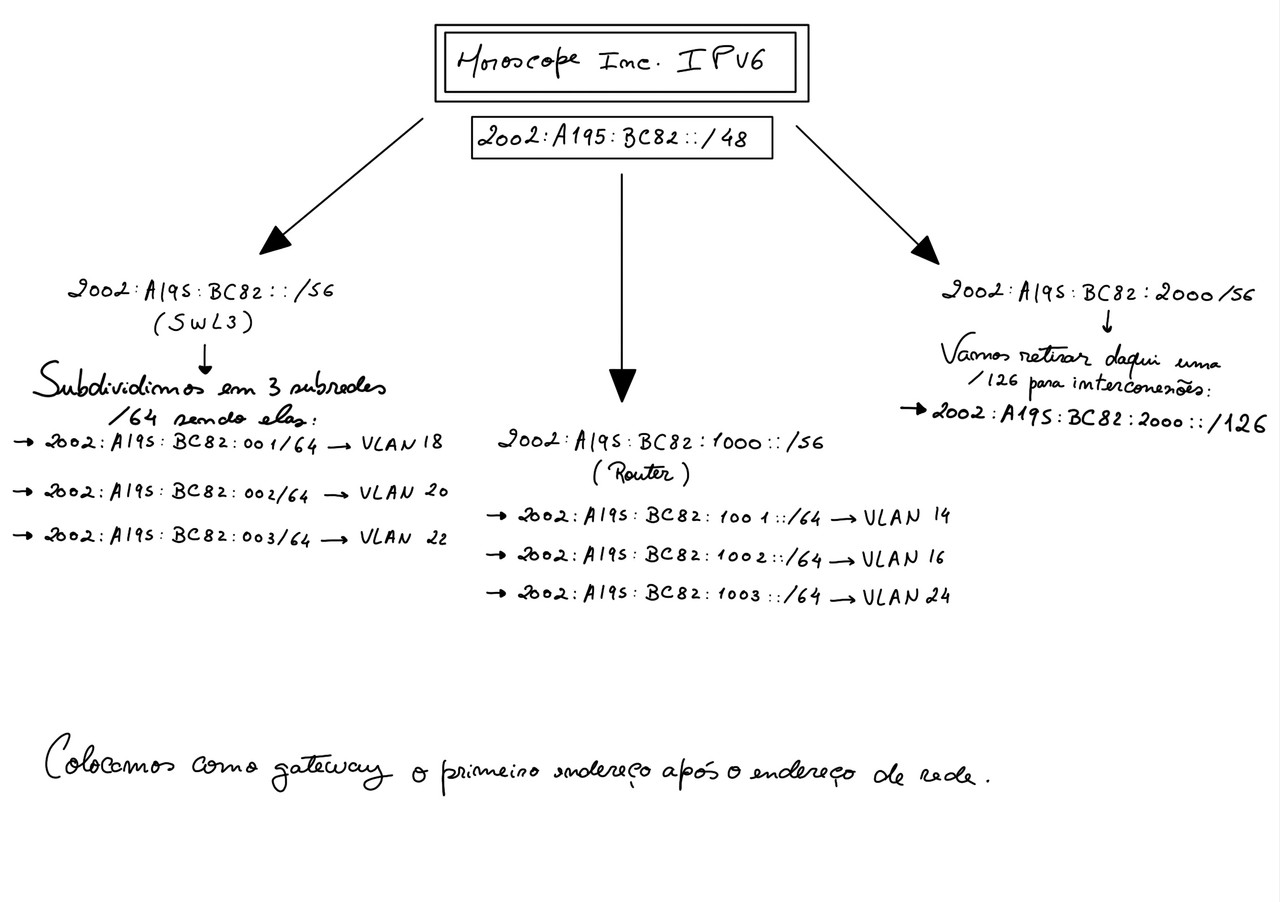 Horoscope Inc. IPv6
2002:A195:BC82::/48
2002:A195:BC82::/56
(SWL3)
Subdividimos em 3 subredes
/64 sendo elas:
→ 2002:A195:BC82:001/64 → VLAN 18
→ 2002:A195:BC82:002/64 → VLAN 20
→ 2002:A195:BC82:003/64 → VLAN 22
2002:A195:BC82:1000::/56
(Router)
→ 2002:A195:BC82:1001::/64 → VLAN 14
→ 2002:A195:BC82:1002::/64 → VLAN 16
→ 2002:A195:BC82:1003::/64 → VLAN 24
2002:A195:BC82:2000/56
Vamos retirar daqui uma
/126 para interconexões:
→ 2002:A195:BC82:2000::/126
Colocamos como gateway o primeiro endereço após o endereço de rede.